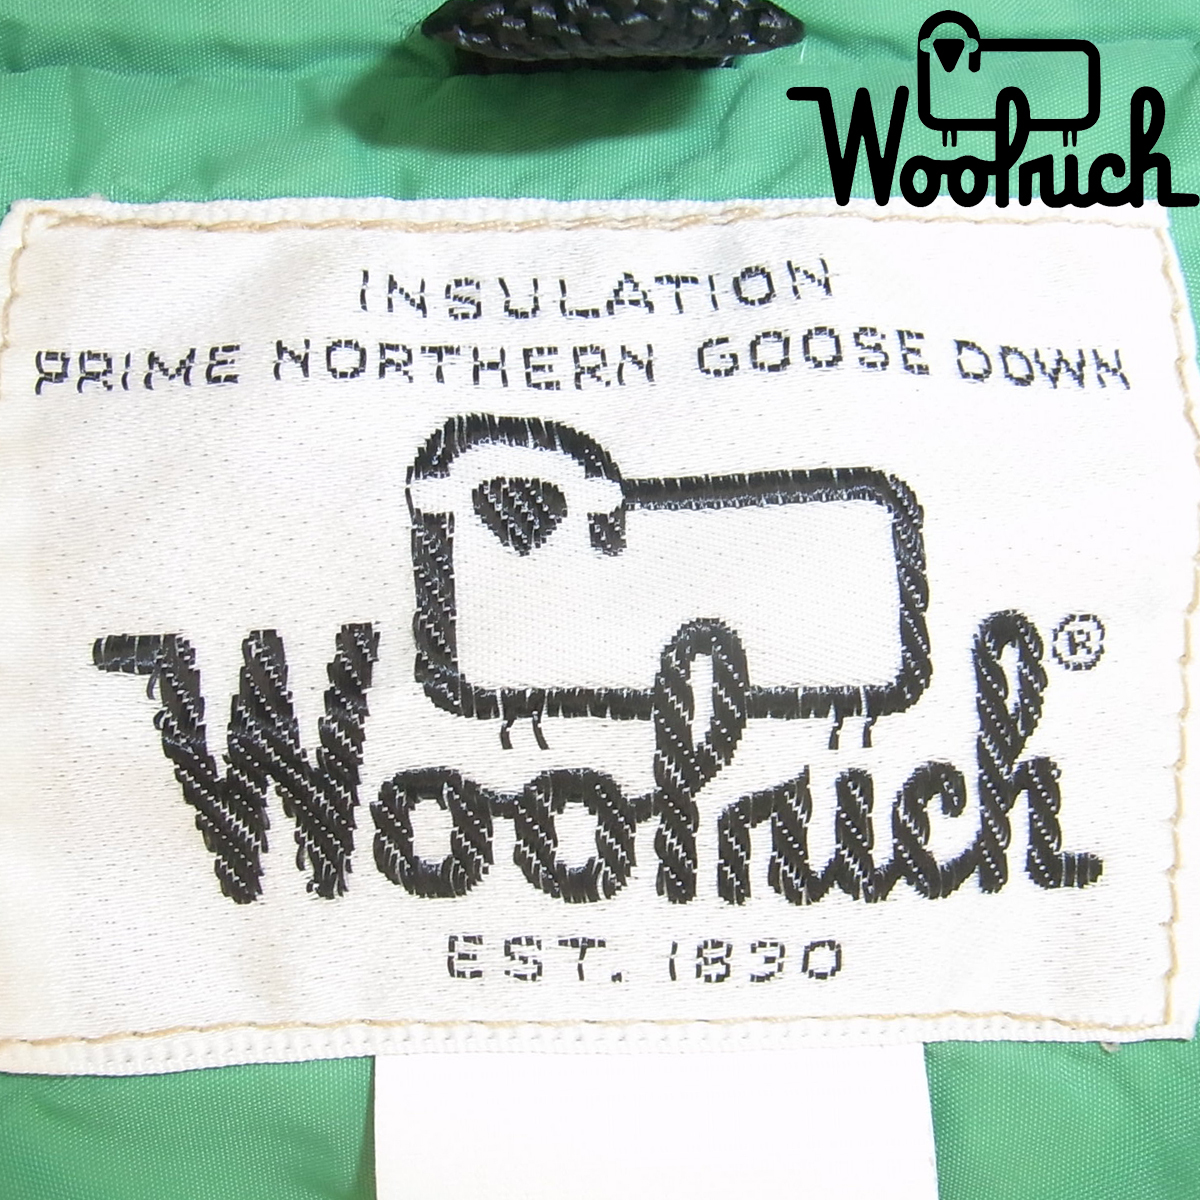 Woolrich
INSULATION
PRIME NORTHERN GOOSE DOWN
Woolrich®
EST. 1830